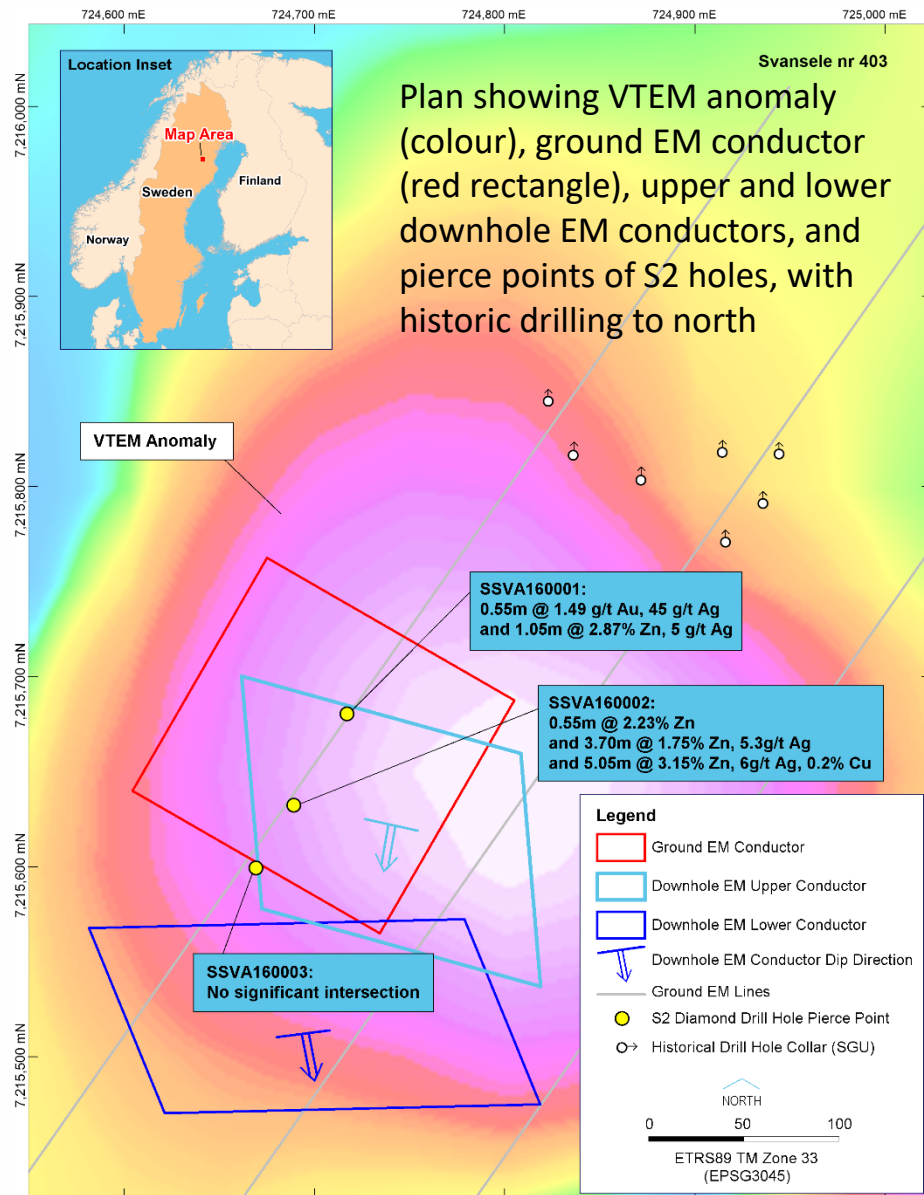 724,600 mE
724,700 mE
724,800 mE
724,900 mE
725,000 mE
7,216,000 mN
7,215,900 mN
7,215,800 mN
7,215,700 mN
7,215,600 mN
7,215,500 mN
Location Inset
Map Area
Sweden
Finland
Norway
Svansele nr 403
Plan showing VTEM anomaly
(colour), ground EM conductor
(red rectangle), upper and lower
downhole EM conductors, and
pierce points of S2 holes, with
historic drilling to north
VTEM Anomaly
SSVA160001:
0.55m @ 1.49 g/t Au, 45 g/t Ag
and 1.05m @ 2.87% Zn, 5 g/t Ag
SSVA160002:
0.55m @ 2.23% Zn
and 3.70m @ 1.75% Zn, 5.3g/t Ag
and 5.05m @ 3.15% Zn, 6g/t Ag, 0.2% Cu
SSVA160003:
No significant intersection
Legend
Ground EM Conductor
Downhole EM Upper Conductor
Downhole EM Lower Conductor
Downhole EM Conductor Dip Direction
Ground EM Lines
S2 Diamond Drill Hole Pierce Point
Historical Drill Hole Collar (SGU)
NORTH
0 50 100
ETRS89 TM Zone 33
(EPSG3045)